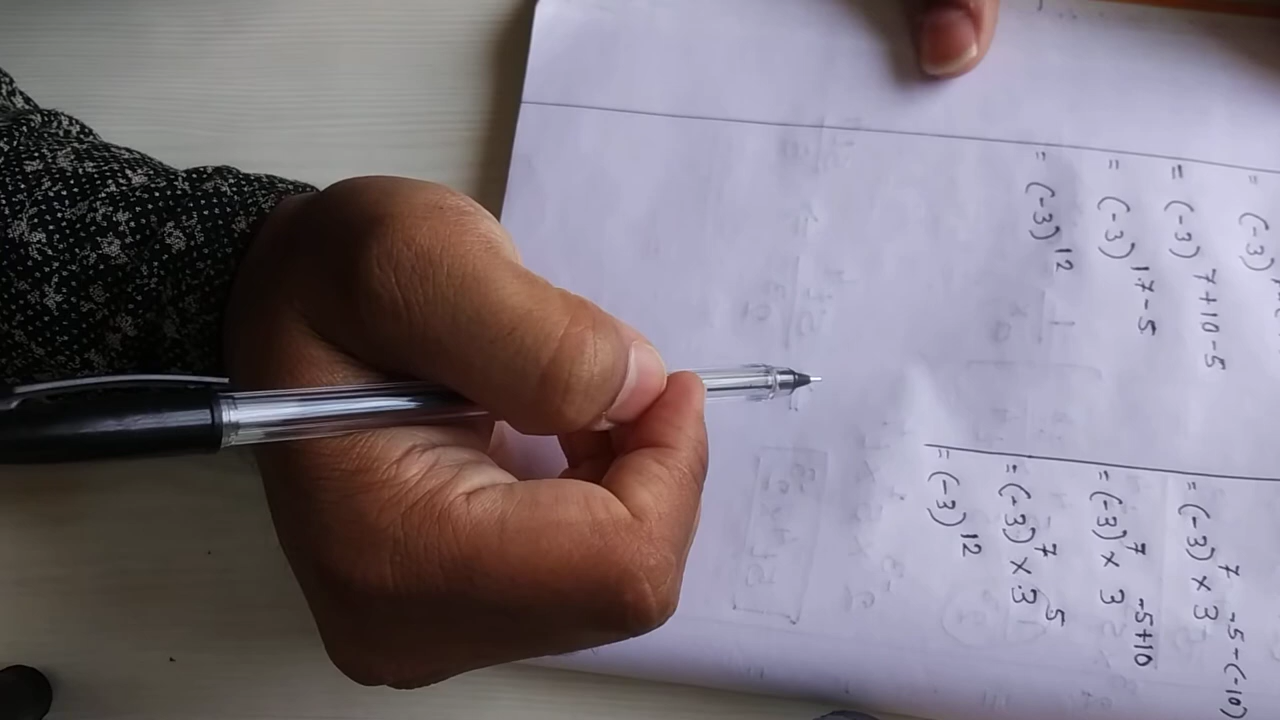 = (-3)
= (-3)^7+10-5
= (-3)^17-5
= (-3)^12
= (-3)^7 × 3^-5-(-10)
= (-3)^7 × 3^-5+10
= (-3)^7 × 3^5
= (-3)^12